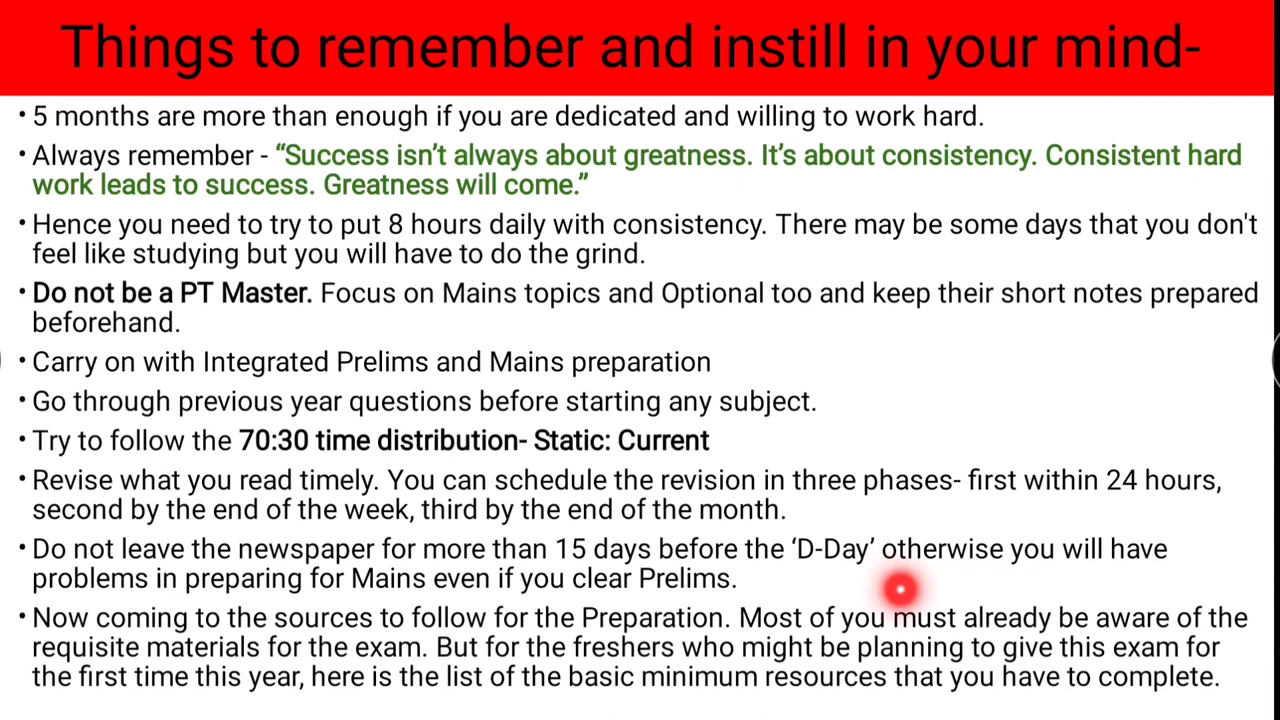 Things to remember and instill in your mind-
• 5 months are more than enough if you are dedicated and willing to work hard.
• Always remember - “Success isn’t always about greatness. It’s about consistency. Consistent hard
work leads to success. Greatness will come.”
• Hence you need to try to put 8 hours daily with consistency. There may be some days that you don't
feel like studying but you will have to do the grind.
• Do not be a PT Master. Focus on Mains topics and Optional too and keep their short notes prepared
beforehand.
• Carry on with Integrated Prelims and Mains preparation
• Go through previous year questions before starting any subject.
• Try to follow the 70:30 time distribution- Static: Current
• Revise what you read timely. You can schedule the revision in three phases- first within 24 hours,
second by the end of the week, third by the end of the month.
• Do not leave the newspaper for more than 15 days before the ‘D-Day’ otherwise you will have
problems in preparing for Mains even if you clear Prelims.
• Now coming to the sources to follow for the Preparation. Most of you must already be aware of the
requisite materials for the exam. But for the freshers who might be planning to give this exam for
the first time this year, here is the list of the basic minimum resources that you have to complete.